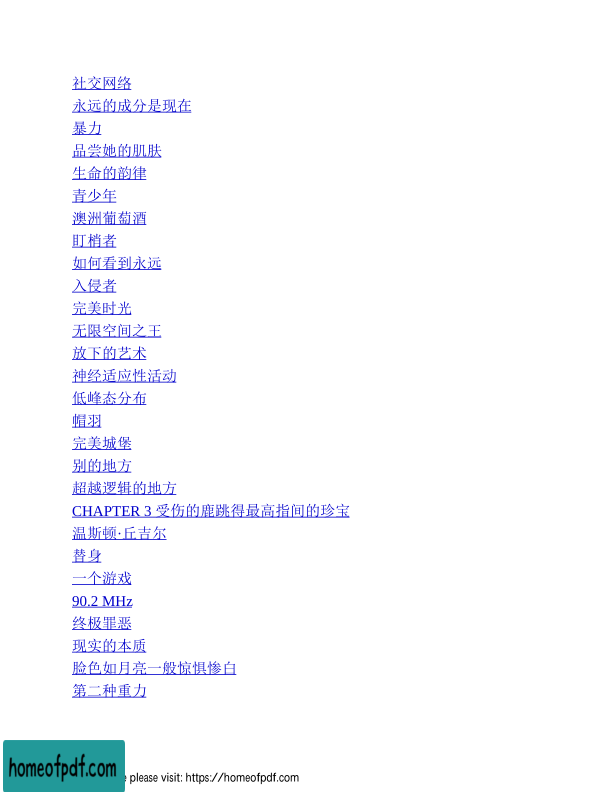 社交网络
永远的成分是现在
暴力
品尝她的肌肤
生命的韵律
青少年
澳洲葡萄酒
盯梢者
如何看到永远
入侵者
完美时光
无限空间之王
放下的艺术
神经适应性活动
低峰态分布
帽羽
完美城堡
别的地方
超越逻辑的地方
CHAPTER 3 受伤的鹿跳得最高指间的珍宝
温斯顿·丘吉尔
替身
一个游戏
90.2 MHz
终极罪恶
现实的本质
脸色如月亮一般惊惧惨白
第二种重力
homeofpdf.com
e please visit: https://homeofpdf.com